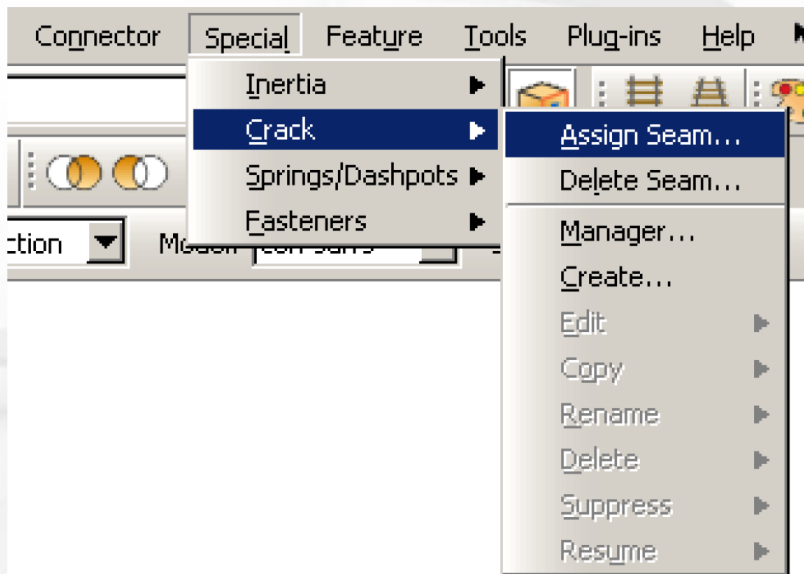 Connector Special Feature Tools Plug-ins Help
Inertia
Crack
Springs/Dashpots
Fasteners
Assign Seam...
Delete Seam...
Manager...
Create...
Edit
Copy
Rename
Delete
Suppress
Resume